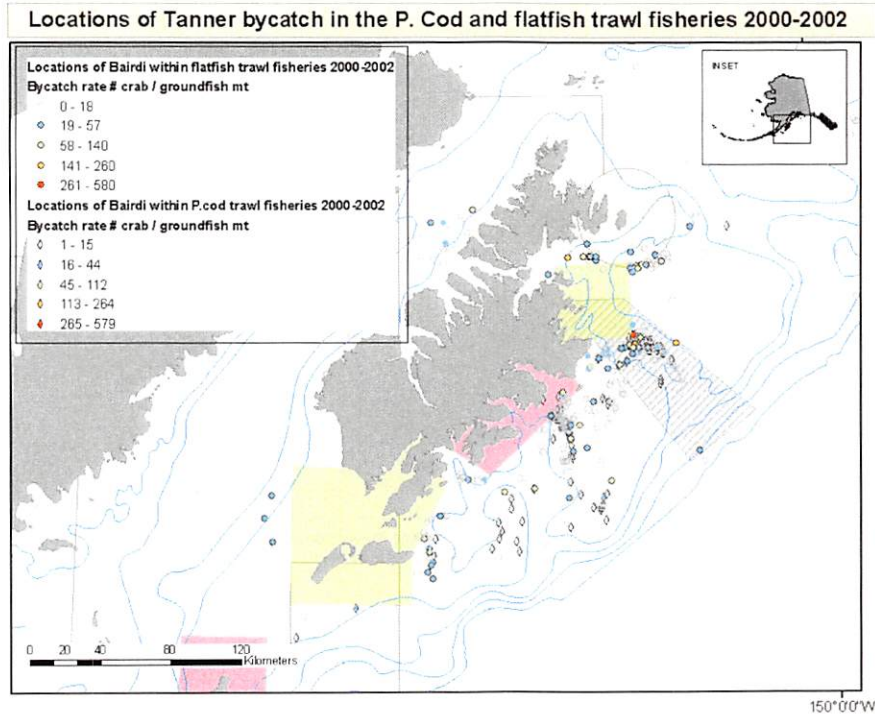 Locations of Tanner bycatch in the P. Cod and flatfish trawl fisheries 2000-2002
Locations of Bairdi within flatfish trawl fisheries 2000-2002
Bycatch rate # crab / groundfish mt
0 - 18
19 - 57
58 - 140
141 - 260
261 - 580
Locations of Bairdi within P.cod trawl fisheries 2000-2002
Bycatch rate # crab / groundfish mt
1 - 15
16 - 44
45 - 112
113 - 264
265 - 579
INSET
0 20 40 80 120
Kilometers
150°0'0"W